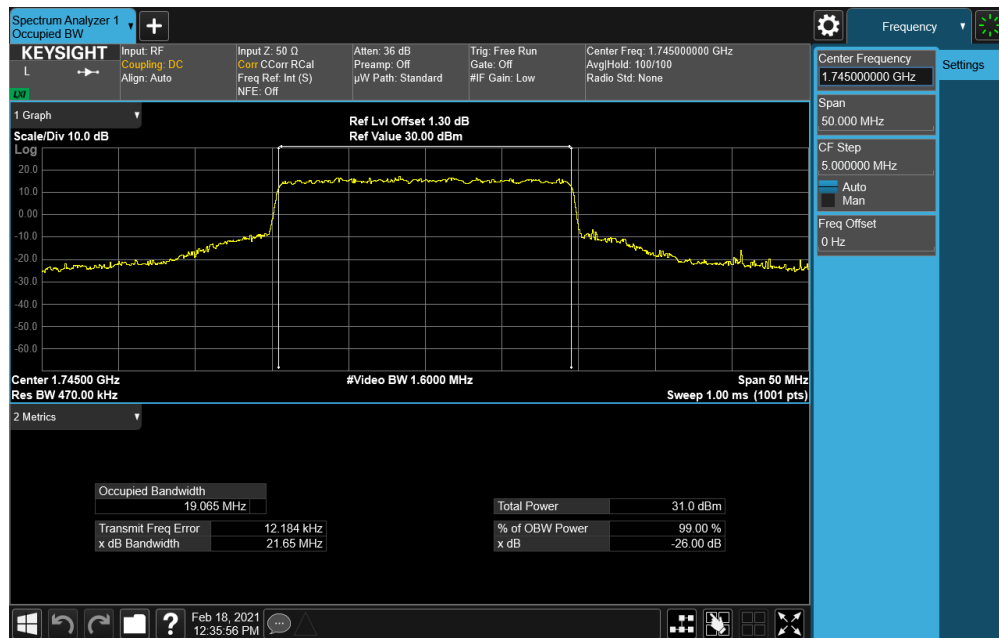 Spectrum Analyzer 1
Occupied BW
Frequency
KEYSIGHT
L
LXI
Input: RF
Coupling: DC
Align: Auto
Input Z: 50 Ω
Corr CCorr RCal
Freq Ref: Int (S)
NFE: Off
Atten: 36 dB
Preamp: Off
µW Path: Standard
Trig: Free Run
Gate: Off
#IF Gain: Low
Center Freq: 1.745000000 GHz
Avg|Hold: 100/100
Radio Std: None
Center Frequency
1.745000000 GHz
Settings
Span
50.000 MHz
CF Step
5.000000 MHz
Auto
Man
Freq Offset
0 Hz
1 Graph
Scale/Div 10.0 dB
Ref Lvl Offset 1.30 dB
Ref Value 30.00 dBm
Log
20.0
10.0
0.00
-10.0
-20.0
-30.0
-40.0
-50.0
-60.0
Center 1.74500 GHz
#Video BW 1.6000 MHz
Span 50 MHz
Res BW 470.00 kHz
Sweep 1.00 ms (1001 pts)
2 Metrics
Occupied Bandwidth
19.065 MHz
Total Power 31.0 dBm
Transmit Freq Error 12.184 kHz
% of OBW Power 99.00 %
x dB Bandwidth 21.65 MHz
x dB -26.00 dB
?
Feb 18, 2021
12:35:56 PM